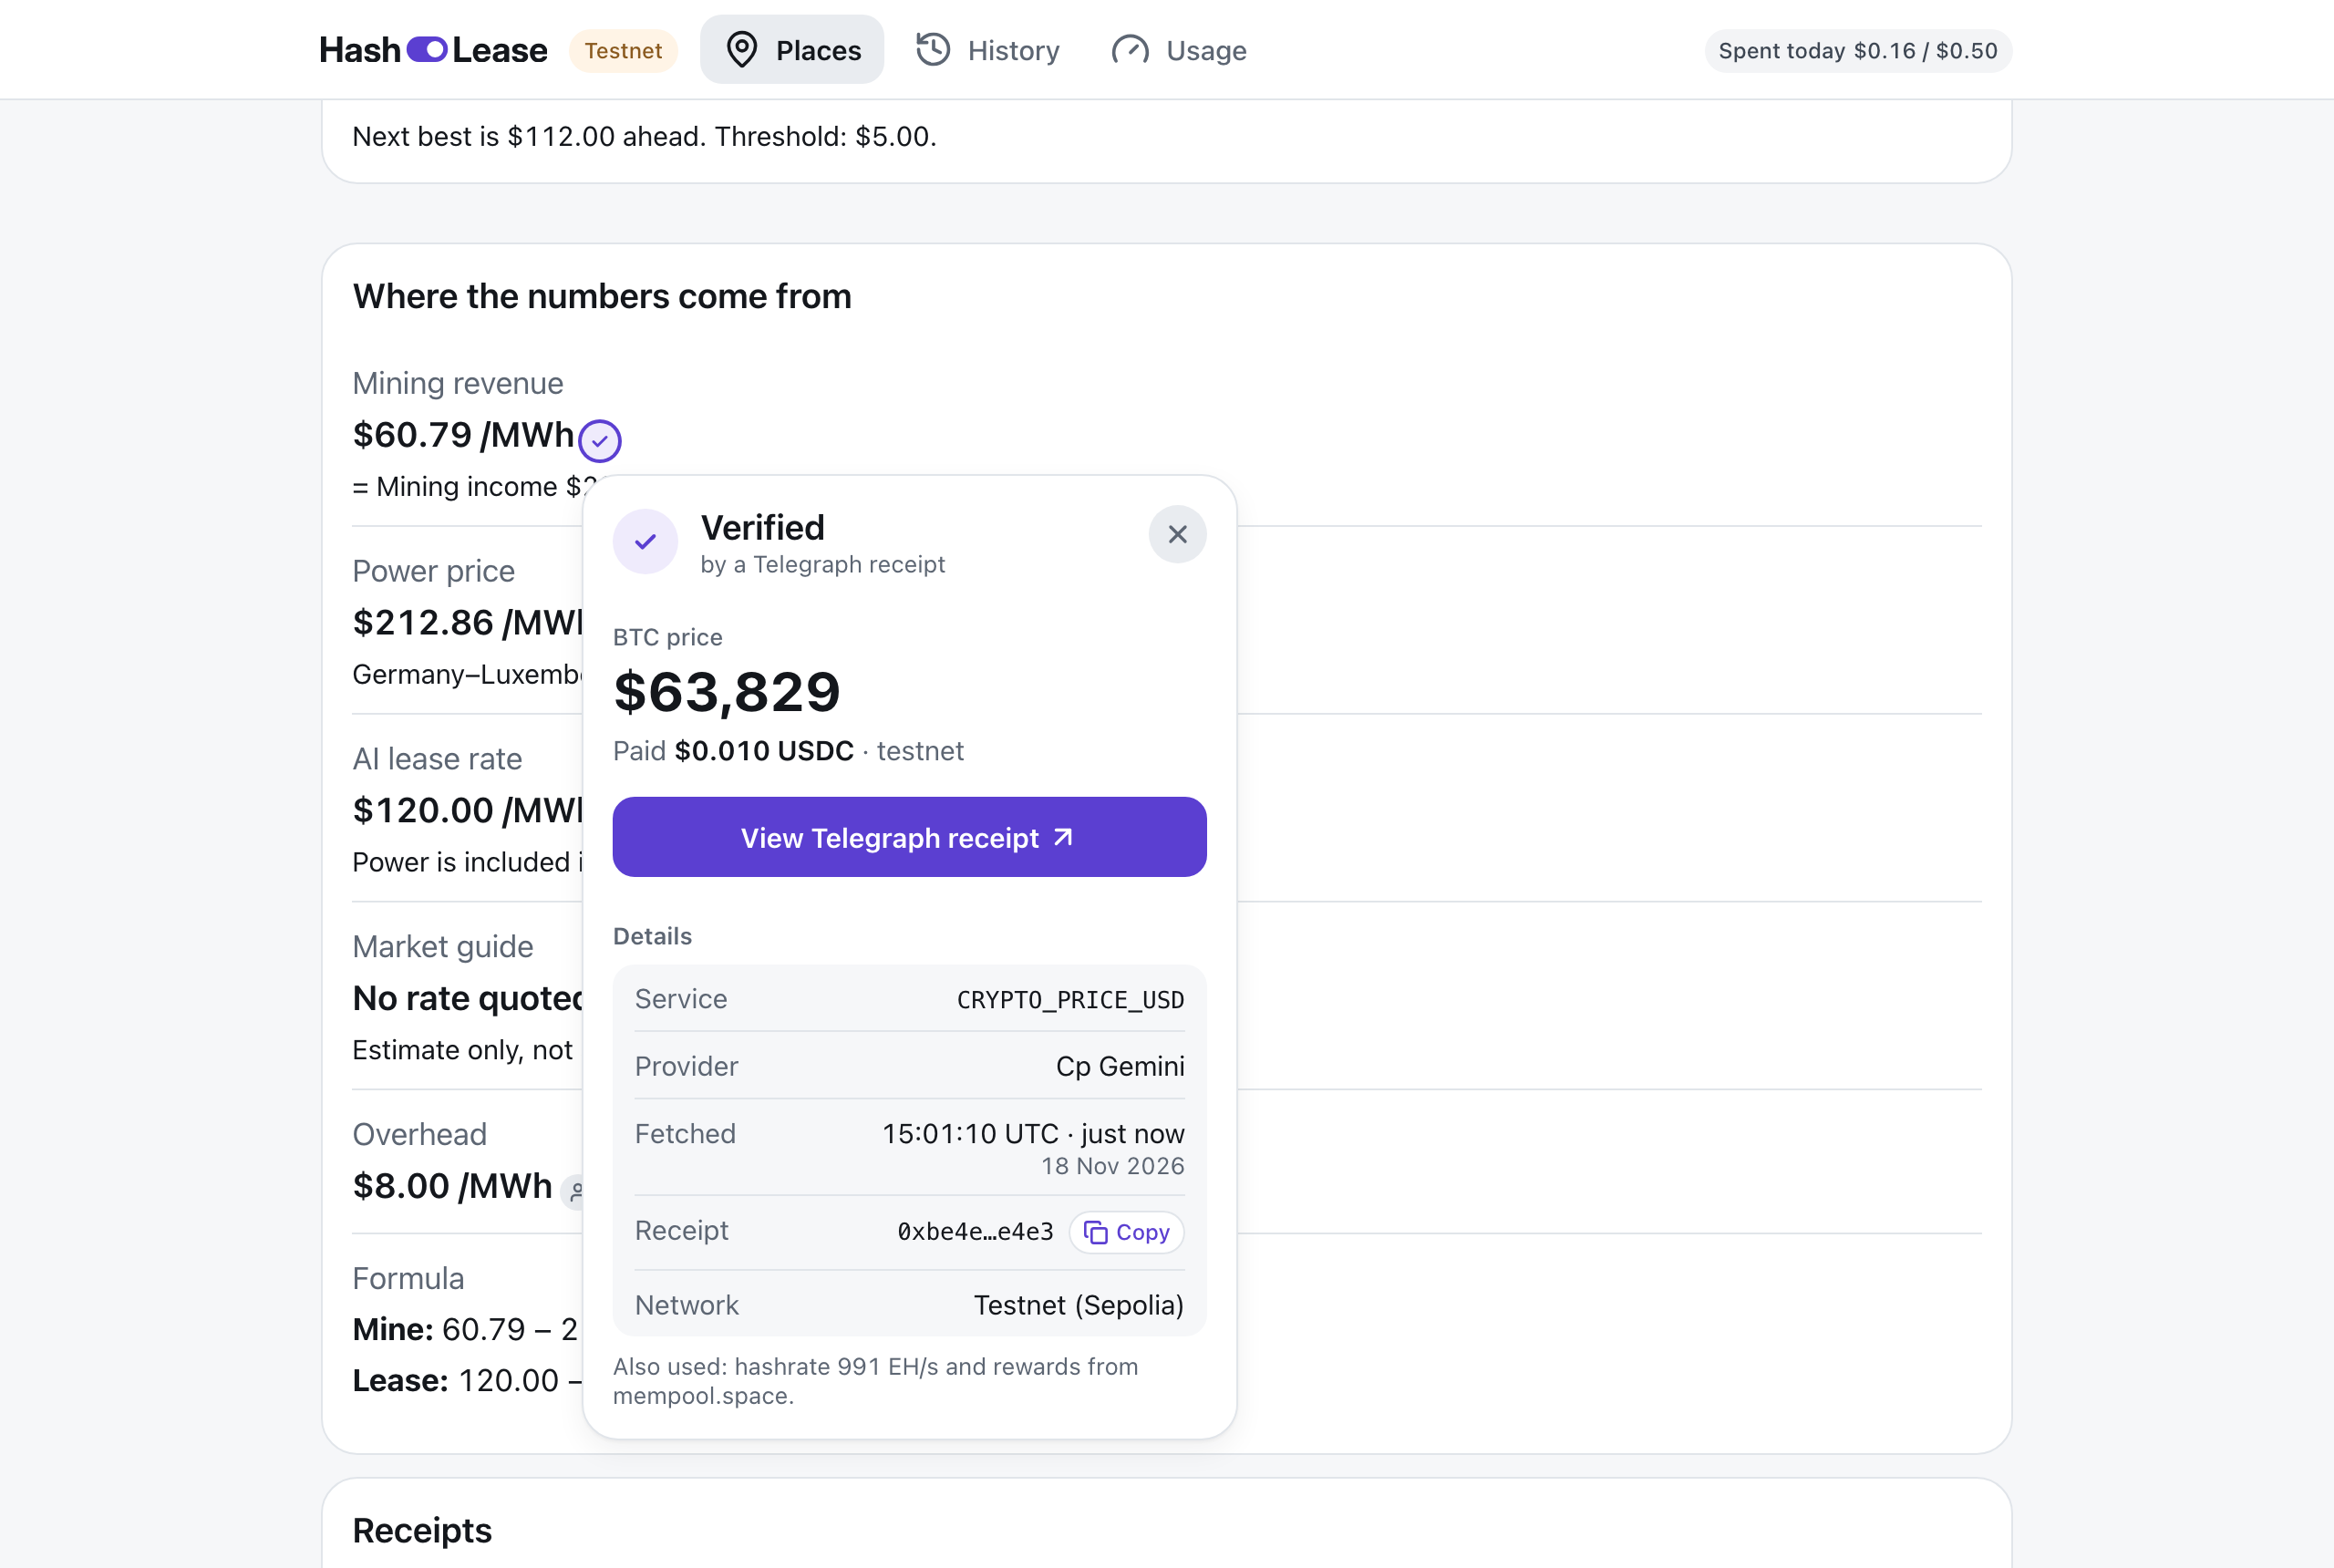 Hash Lease Testnet Places History Usage Spent today $0.16 / $0.50
Next best is $112.00 ahead. Threshold: $5.00.
Where the numbers come from
Mining revenue
$60.79 /MWh
= Mining income
Power price
$212.86
Germany–
AI lease rate
$120.00
Power is included
Market guide
No rate quoted
Estimate only, not
Overhead
$8.00 /MWh
Formula
Mine: 60.79 –
Lease: 120.00 –
Verified
by a Telegraph receipt
BTC price
$63,829
Paid $0.010 USDC · testnet
View Telegraph receipt
Details
Service CRYPTO_PRICE_USD
Provider Cp Gemini
Fetched 15:01:10 UTC · just now
18 Nov 2026
Receipt 0xbe4e…e4e3 Copy
Network Testnet (Sepolia)
Also used: hashrate 991 EH/s and rewards from
mempool.space.
Receipts